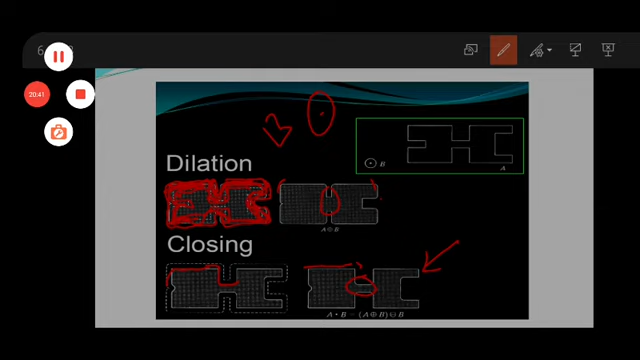 20:41
B
B
A
Dilation
A ⊕ B
Closing
A • B = (A ⊕ B) ⊖ B